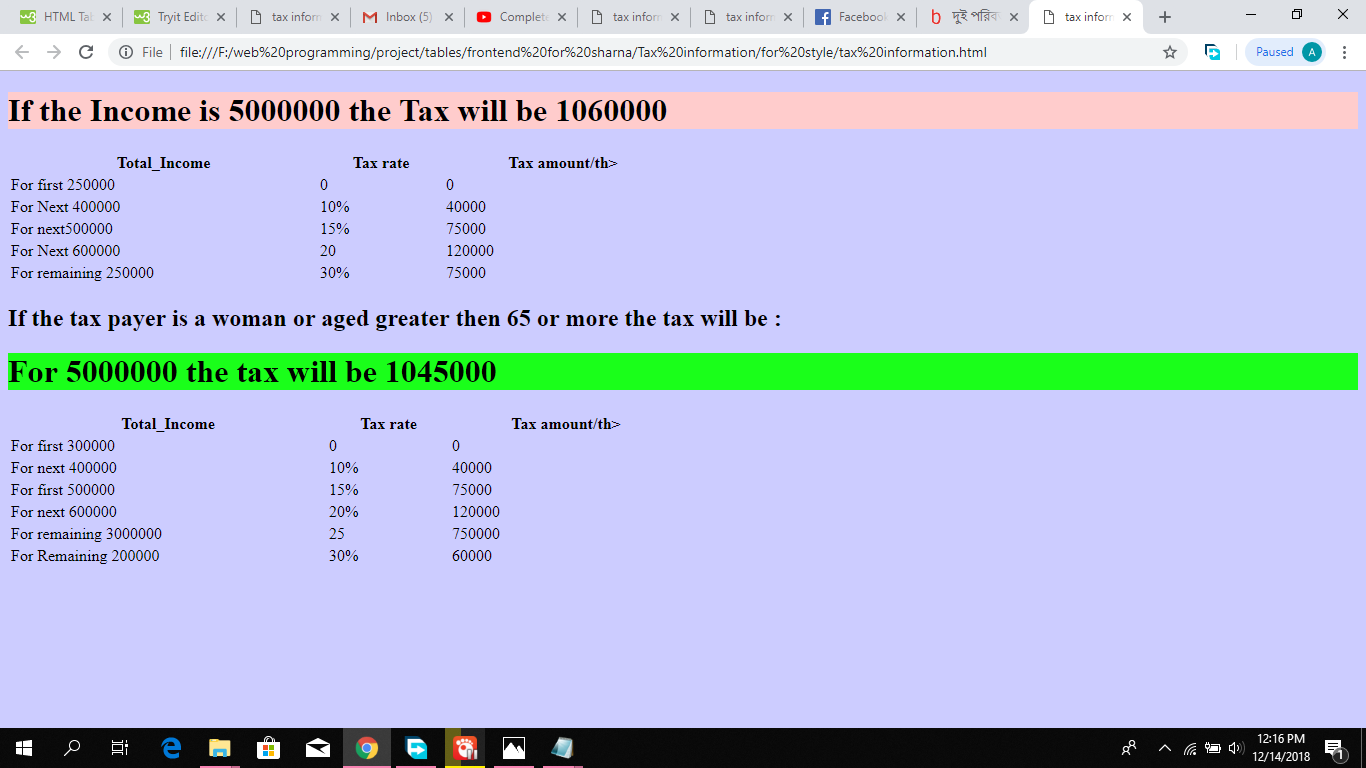 HTML Ta
Tryit Edit
tax inform
Inbox (5)
Complet
tax inform
tax inform
Facebook
দুই পরিব
tax inform
File
file:///F:/web%20programming/project/tables/frontend%20for%20sharna/Tax%20information/for%20style/tax%20information.html
Paused
A
If the Income is 5000000 the Tax will be 1060000
Total_Income Tax rate Tax amount/th>
For first 250000 0 0
For Next 400000 10% 40000
For next500000 15% 75000
For Next 600000 20 120000
For remaining 250000 30% 75000
If the tax payer is a woman or aged greater then 65 or more the tax will be :
For 5000000 the tax will be 1045000
Total_Income Tax rate Tax amount/th>
For first 300000 0 0
For next 400000 10% 40000
For first 500000 15% 75000
For next 600000 20% 120000
For remaining 3000000 25 750000
For Remaining 200000 30% 60000
12:16 PM
12/14/2018
1